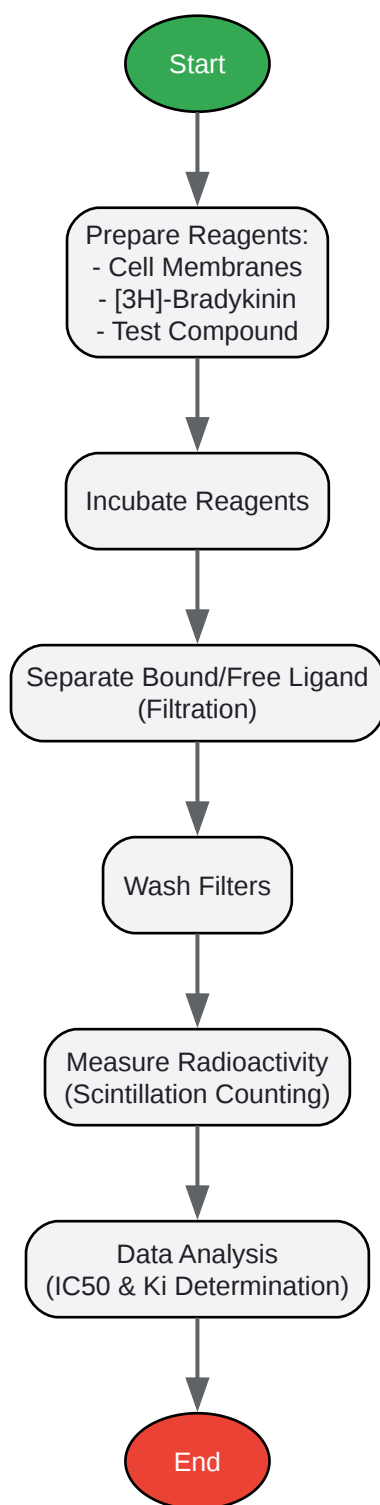 Start
Prepare Reagents:
- Cell Membranes
- [3H]-Bradykinin
- Test Compound
Incubate Reagents
Separate Bound/Free Ligand
(Filtration)
Wash Filters
Measure Radioactivity
(Scintillation Counting)
Data Analysis
(IC50 & Ki Determination)
End